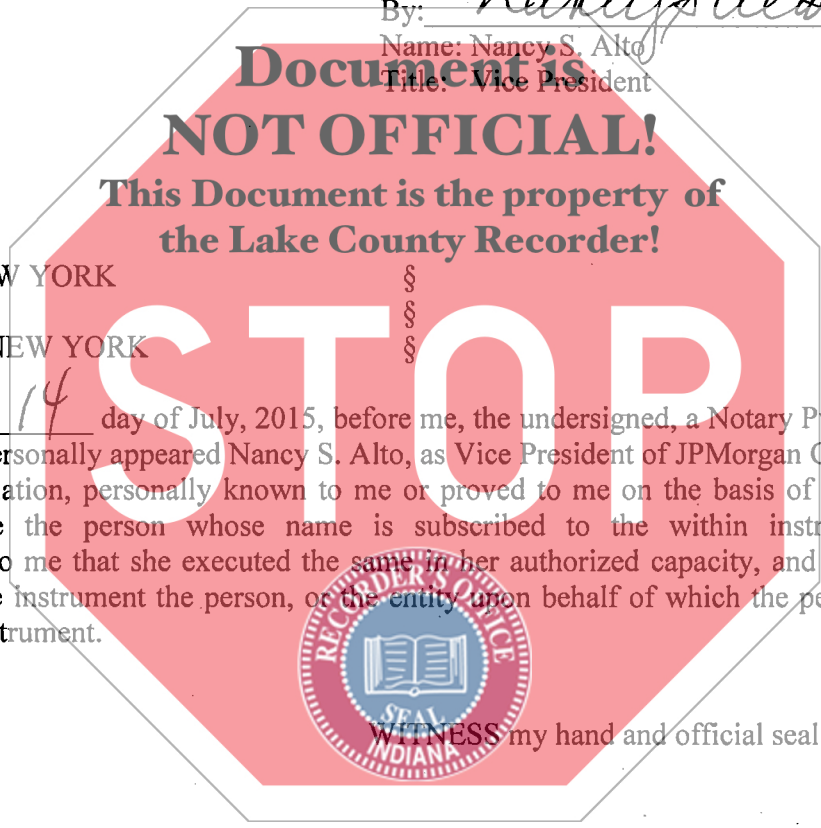 By:
Name: Nancy S. Alto
Title: Vice President
Document is
NOT OFFICIAL!
This Document is the property of
the Lake County Recorder!
W YORK §
§
NEW YORK §
STOP
14 day of July, 2015, before me, the undersigned, a Notary P
ersonally appeared Nancy S. Alto, as Vice President of JPMorgan C
ation, personally known to me or proved to me on the basis of
e the person whose name is subscribed to the within instr
o me that she executed the same in her authorized capacity, and
e instrument the person, or the entity upon behalf of which the pe
trument.
RECORDER'S OFFICE
SEAL
INDIANA
WITNESS my hand and official seal